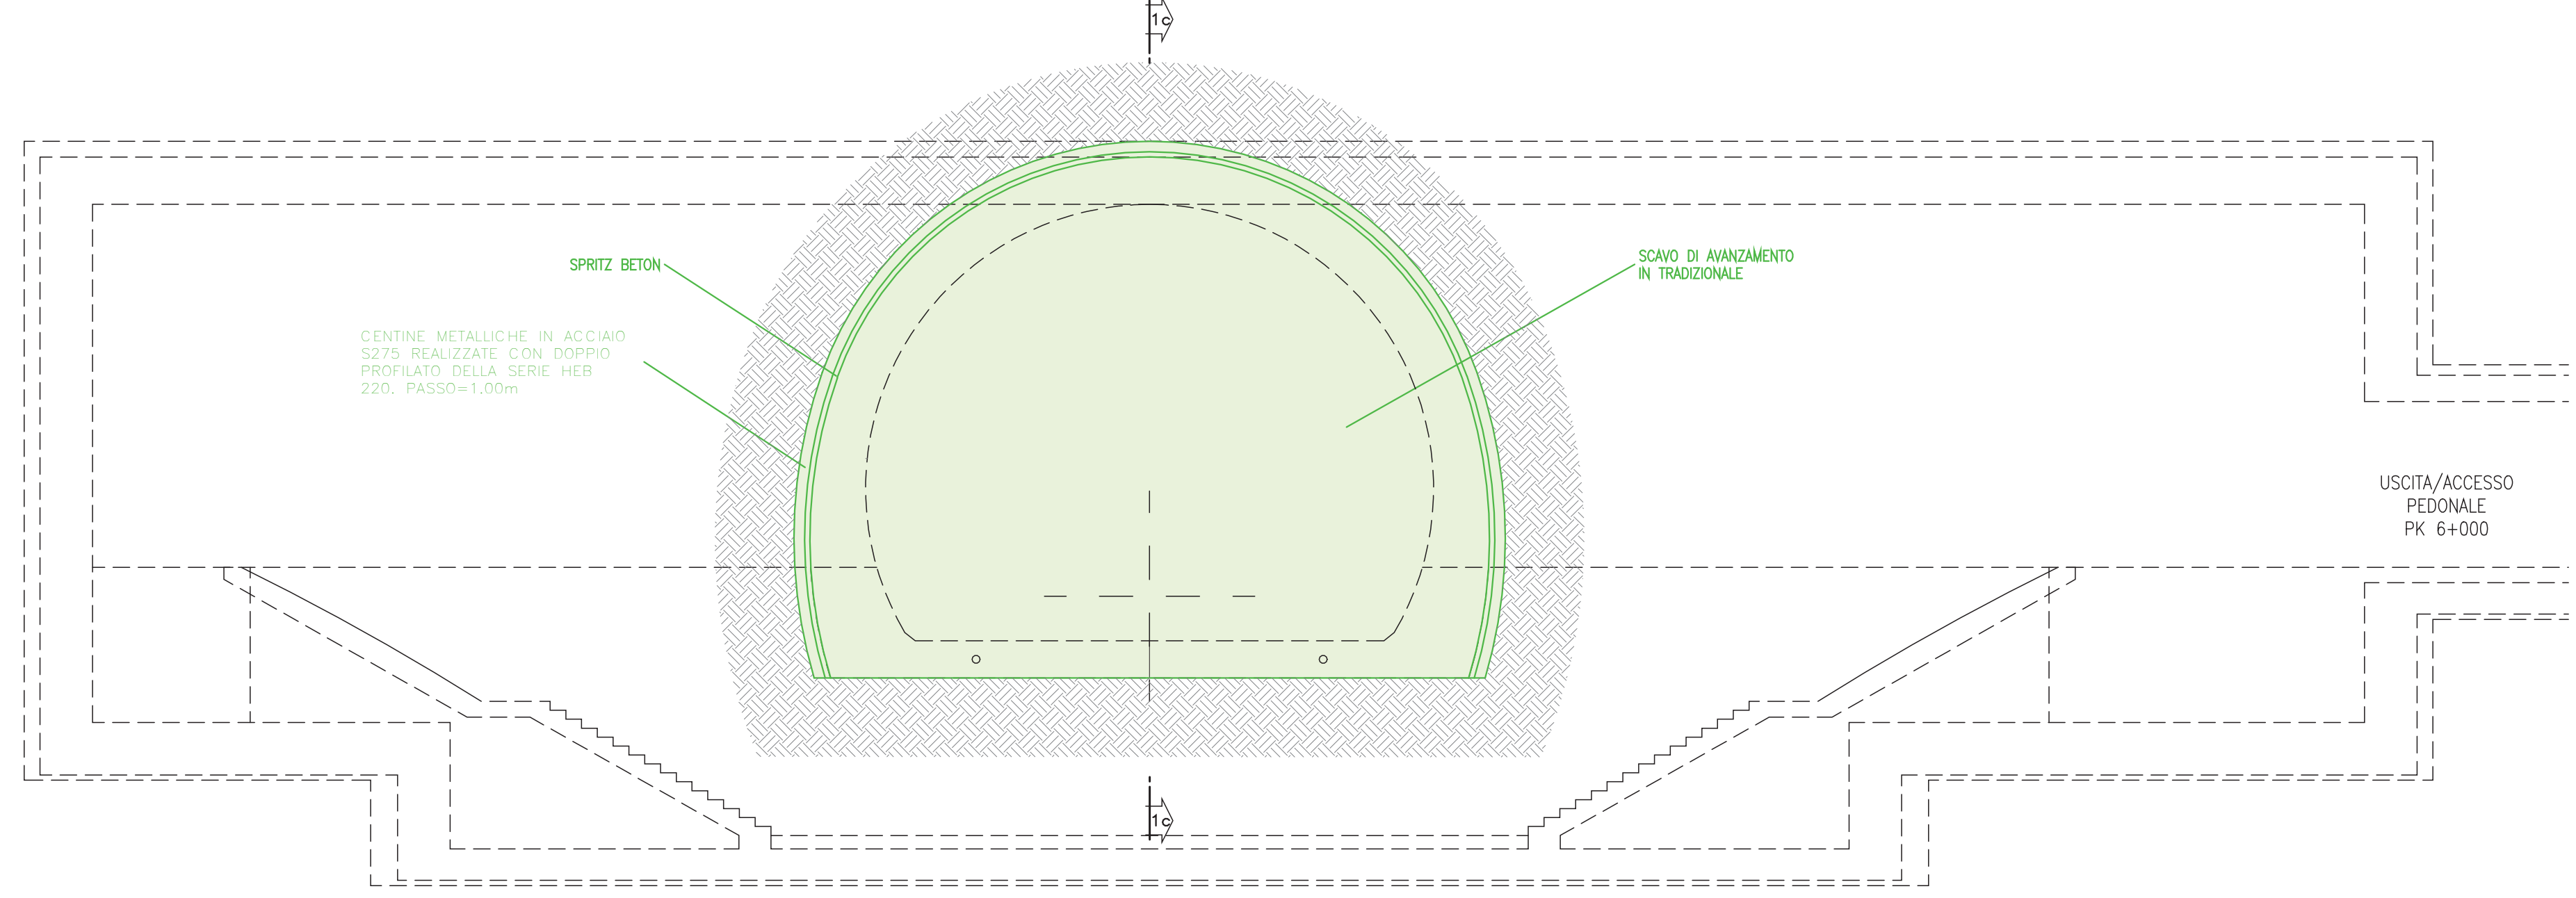 1c
SPRITZ BETON
SCAVO DI AVANZAMENTO
IN TRADIZIONALE
CENTINE METALLICHE IN ACCIAIO
S275 REALIZZATE CON DOPPIO
PROFILATO DELLA SERIE HEB
220, PASSO=1,00m
USCITA/ACCESSO
PEDONALE
PK 6+000
1c